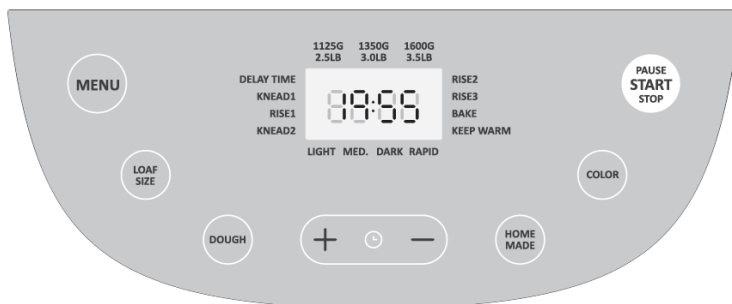 1125G 1350G 1600G
2.5LB 3.0LB 3.5LB
MENU
DELAY TIME
KNEAD1
RISE1
KNEAD2
19:55
RISE2
RISE3
BAKE
KEEP WARM
LIGHT MED. DARK RAPID
PAUSE
START
STOP
LOAF
SIZE
COLOR
DOUGH
+ −
HOME
MADE